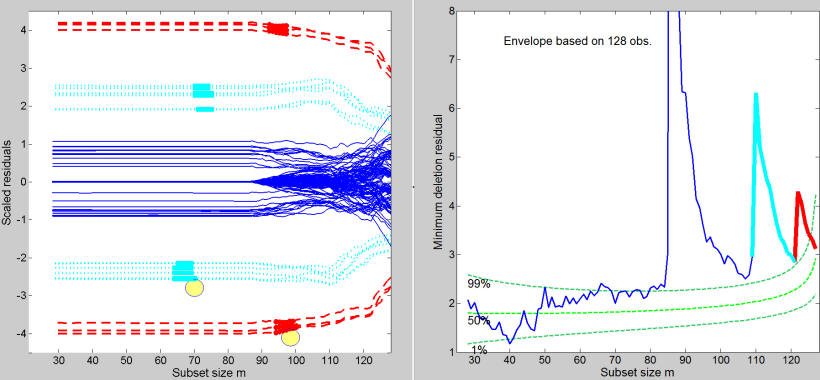 Scaled residuals
4
3
2
1
0
-1
-2
-3
-4
30 40 50 60 70 80 90 100 110 120
Subset size m
Envelope based on 128 obs.
Minimum deletion residual
8
7
6
5
4
3
2
1
99%
50%
1%
30 40 50 60 70 80 90 100 110 120
Subset size m